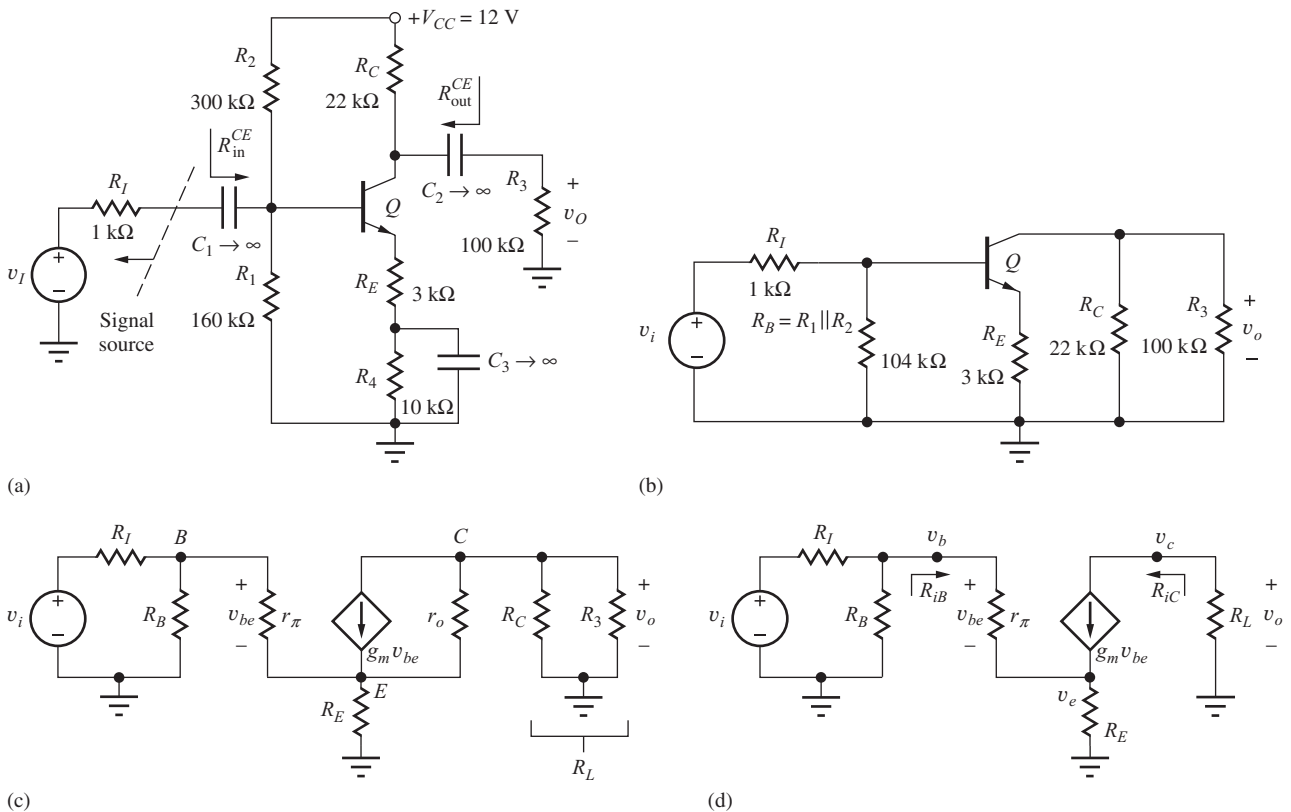 +V_CC = 12 V
R_2
300 kΩ
R_C
22 kΩ
R_out^CE
R_in^CE
R_I
1 kΩ
C_1 → ∞
Q
C_2 → ∞
R_3
100 kΩ
+
v_O
–
v_I
+
–
Signal
source
R_1
160 kΩ
R_E
3 kΩ
R_4
10 kΩ
C_3 → ∞
(a)
R_I
1 kΩ
R_B = R_1||R_2
104 kΩ
v_i
+
–
Q
R_E
3 kΩ
R_C
22 kΩ
R_3
100 kΩ
+
v_o
–
(b)
R_I
B
v_i
+
–
R_B
+
v_be
–
r_π
g_m v_be
C
r_o
R_C
R_3
+
v_o
–
E
R_E
R_L
(c)
R_I
v_b
R_iB
v_i
+
–
R_B
+
v_be
–
r_π
g_m v_be
v_c
R_iC
R_L
+
v_o
–
v_e
R_E
(d)